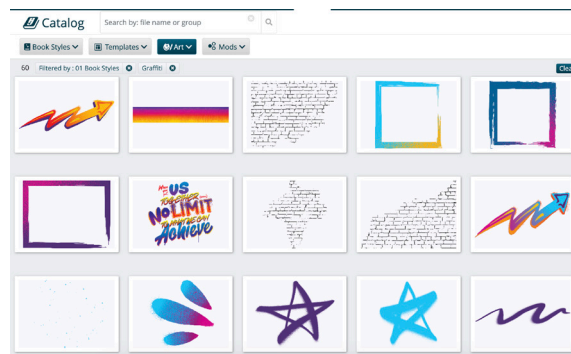 Catalog
Search by: file name or group
Book Styles
Templates
Art
Mods
60 Filtered by : 01 Book Styles Graffiti
Clea
US
NO LIMIT
Achieve